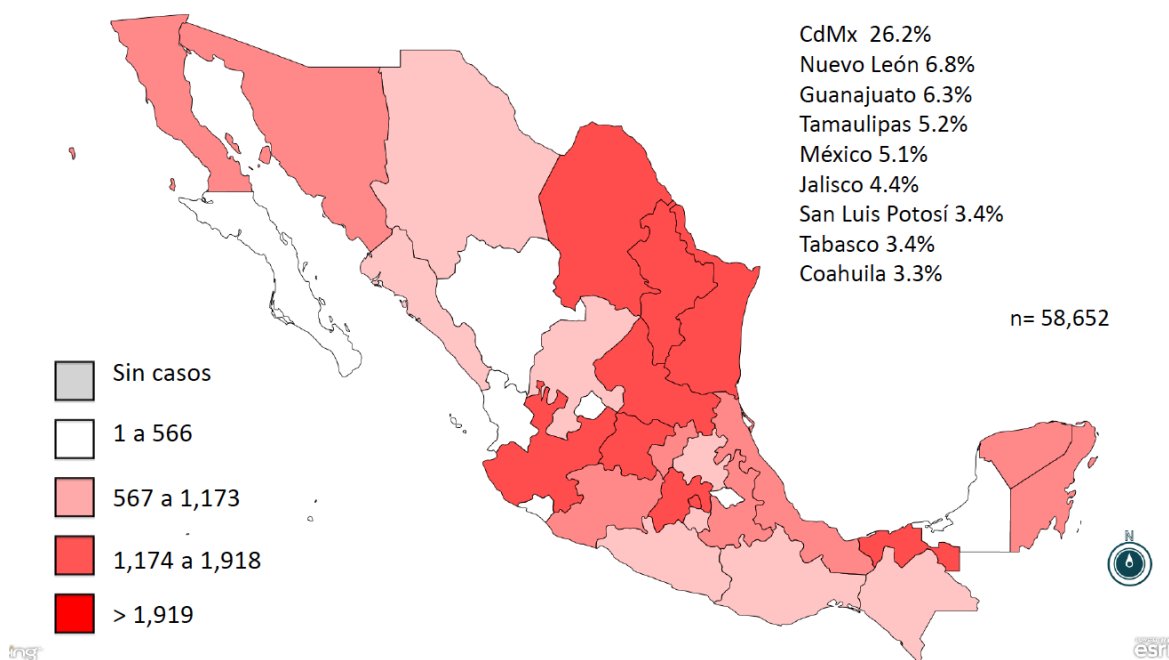 CdMx 26.2%
Nuevo León 6.8%
Guanajuato 6.3%
Tamaulipas 5.2%
México 5.1%
Jalisco 4.4%
San Luis Potosí 3.4%
Tabasco 3.4%
Coahuila 3.3%
n= 58,652
Sin casos
1 a 566
567 a 1,173
1,174 a 1,918
> 1,919
N
esri